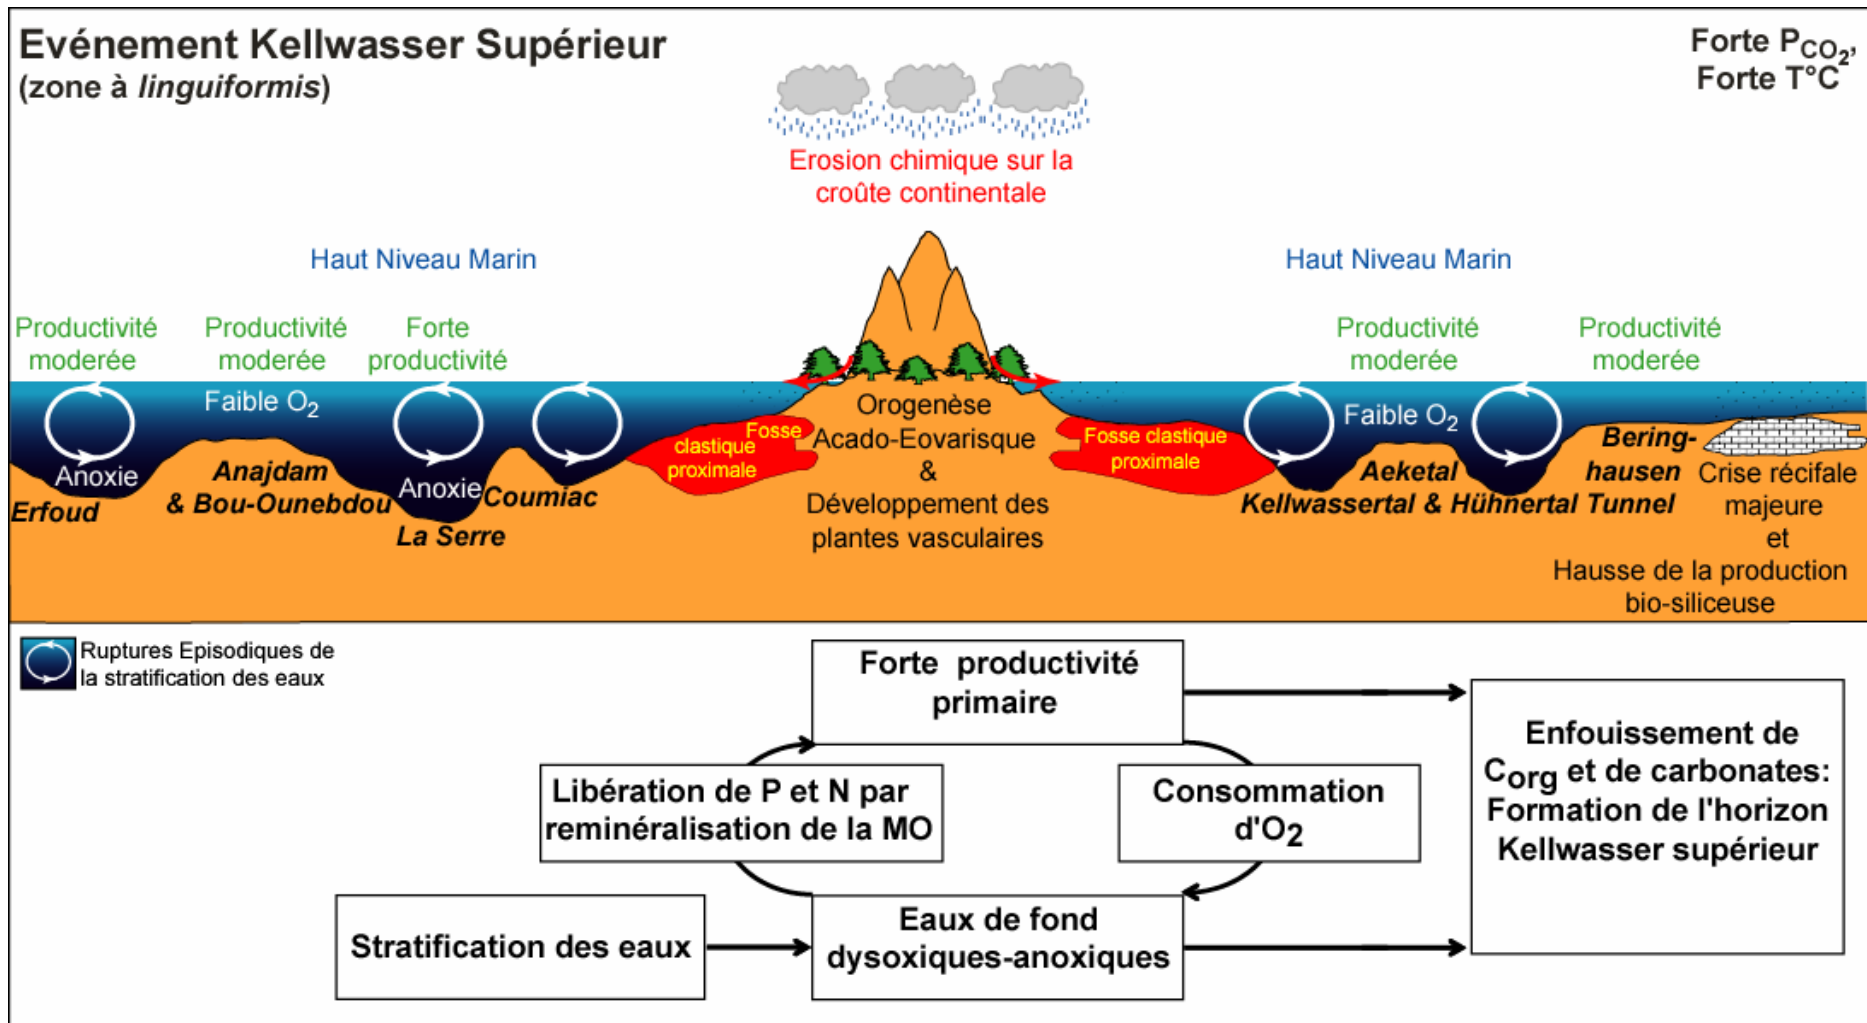 Evénement Kellwasser Supérieur
(zone à linguiformis)
Forte PCO2,
Forte T°C
Erosion chimique sur la
croûte continentale
Haut Niveau Marin
Haut Niveau Marin
Productivité
moderée
Productivité
moderée
Forte
productivité
Productivité
moderée
Productivité
moderée
Faible O2
Anoxie
Anoxie
Faible O2
Erfoud
Anajdam
& Bou-Ounebdou
La Serre
Coumiac
Fosse
clastique
proximale
Orogenèse
Acado-Eovarisque
&
Développement des
plantes vasculaires
Fosse clastique
proximale
Aeketal
Kellwassertal & Hühnertal
Bering-
hausen
Tunnel
Crise récifale
majeure
et
Hausse de la production
bio-siliceuse
Ruptures Episodiques de
la stratification des eaux
Forte productivité
primaire
Libération de P et N par
reminéralisation de la MO
Consommation
d'O2
Stratification des eaux
Eaux de fond
dysoxiques-anoxiques
Enfouissement de
Corg et de carbonates:
Formation de l'horizon
Kellwasser supérieur